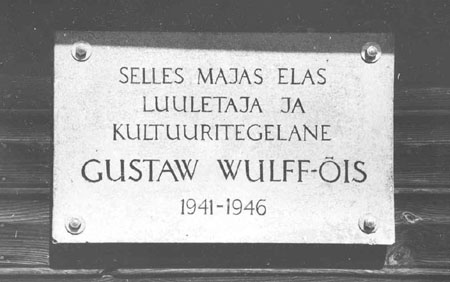 SELLES MAJAS ELAS
LUULETAJA JA
KULTUURITEGELANE
GUSTAW WULFF-ÕIS
1941-1946